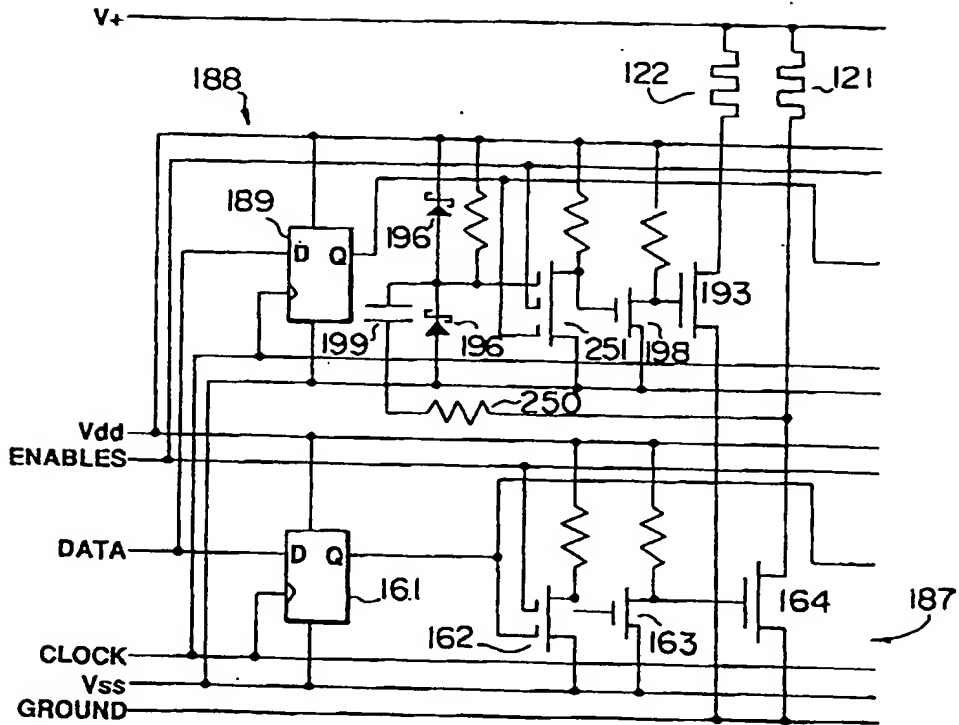 V+
188
122
121
189
D Q
196
199
196
251
198
193
250
Vdd
ENABLES
DATA
D Q
161
162
163
164
187
CLOCK
Vss
GROUND